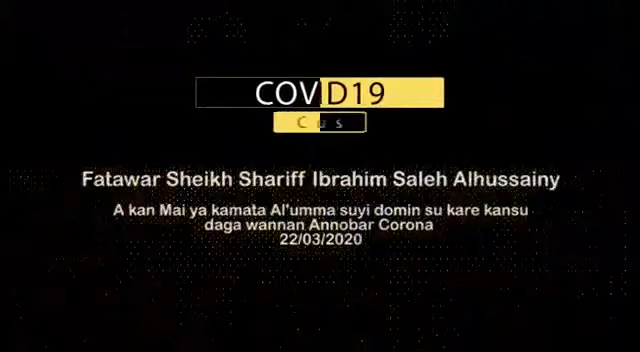 COVID19
Fatawar Sheikh Shariff Ibrahim Saleh Alhussainy
A kan Mai ya kamata Al'umma suyi domin su kare kansu
daga wannan Annobar Corona
22/03/2020